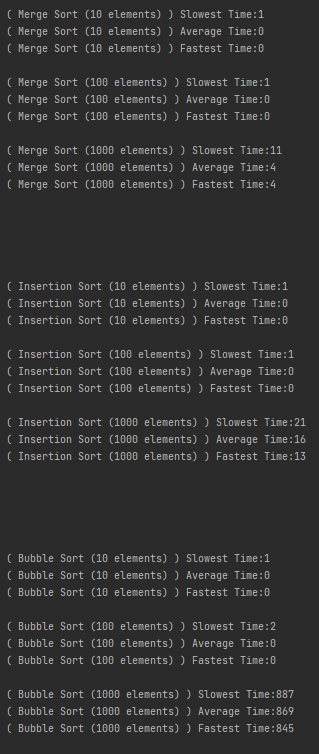 ( Merge Sort (10 elements) ) Slowest Time:1
( Merge Sort (10 elements) ) Average Time:0
( Merge Sort (10 elements) ) Fastest Time:0
( Merge Sort (100 elements) ) Slowest Time:1
( Merge Sort (100 elements) ) Average Time:0
( Merge Sort (100 elements) ) Fastest Time:0
( Merge Sort (1000 elements) ) Slowest Time:11
( Merge Sort (1000 elements) ) Average Time:4
( Merge Sort (1000 elements) ) Fastest Time:4
( Insertion Sort (10 elements) ) Slowest Time:1
( Insertion Sort (10 elements) ) Average Time:0
( Insertion Sort (10 elements) ) Fastest Time:0
( Insertion Sort (100 elements) ) Slowest Time:1
( Insertion Sort (100 elements) ) Average Time:0
( Insertion Sort (100 elements) ) Fastest Time:0
( Insertion Sort (1000 elements) ) Slowest Time:21
( Insertion Sort (1000 elements) ) Average Time:16
( Insertion Sort (1000 elements) ) Fastest Time:13
( Bubble Sort (10 elements) ) Slowest Time:1
( Bubble Sort (10 elements) ) Average Time:0
( Bubble Sort (10 elements) ) Fastest Time:0
( Bubble Sort (100 elements) ) Slowest Time:2
( Bubble Sort (100 elements) ) Average Time:0
( Bubble Sort (100 elements) ) Fastest Time:0
( Bubble Sort (1000 elements) ) Slowest Time:887
( Bubble Sort (1000 elements) ) Average Time:869
( Bubble Sort (1000 elements) ) Fastest Time:845